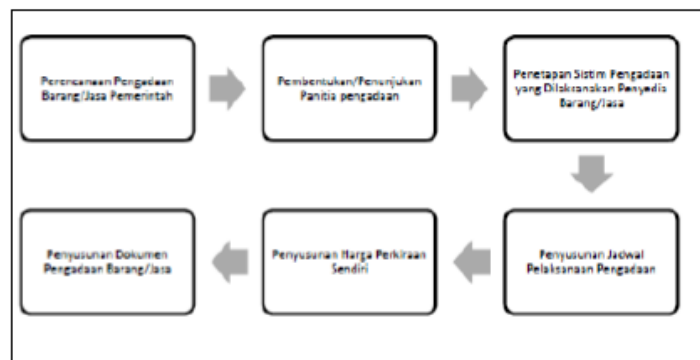 Perencanaan Pengadaan
Barang/Jasa Pemerintah
Pembentukan/Penunjukan
Panitia pengadaan
Penetapan Sistim Pengadaan
yang Dilaksanakan Penyedia
Barang/Jasa
Penyusunan Jadwal
Pelaksanaan Pengadaan
Penyusunan Harga Perkiraan
Sendiri
Penyusunan Dokumen
Pengadaan Barang/Jasa